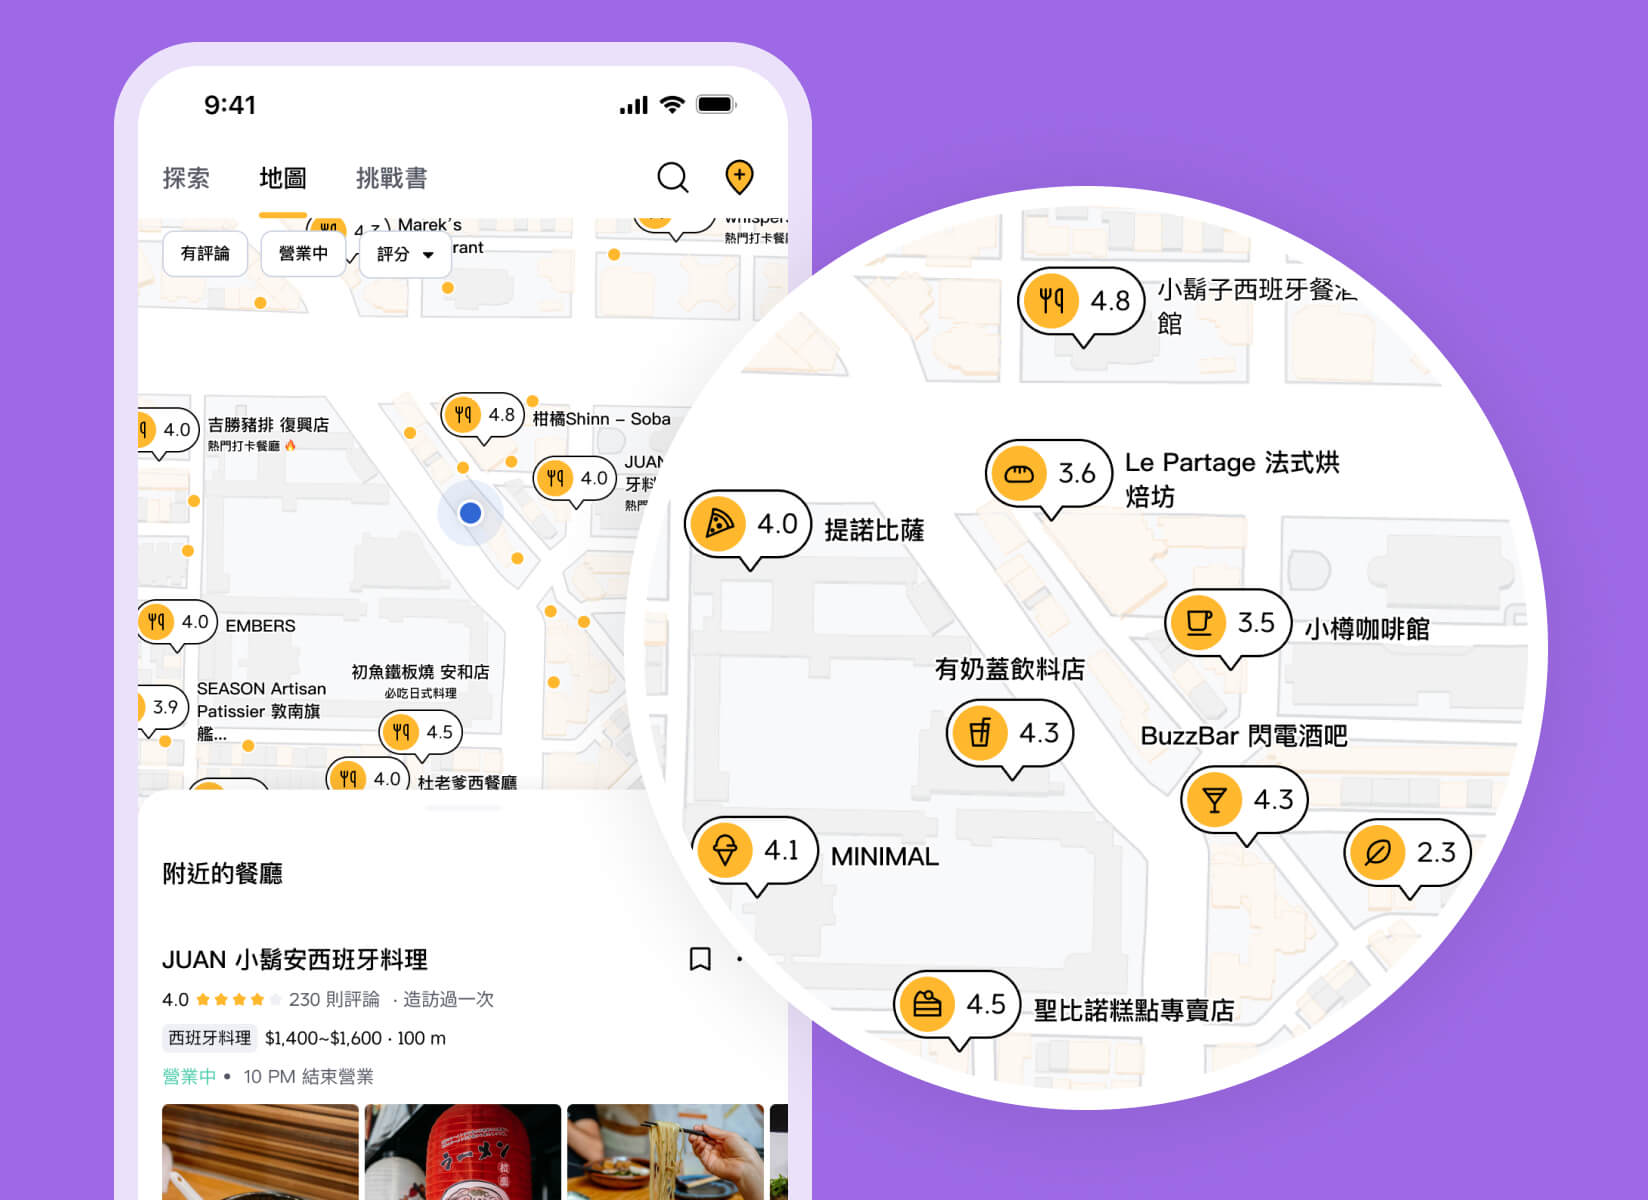 9:41
探索
地圖
挑戰書
Marek's
rant
熱門打卡餐廳
有評論
營業中
評分
4.0
吉勝豬排 復興店
熱門打卡餐廳
4.8
柑橘Shinn – Soba
4.0
JUAN
牙料
熱門
4.0
EMBERS
3.9
SEASON Artisan
Patissier 敦南旗
艦...
初魚鐵板燒 安和店
必吃日式料理
4.5
4.0
杜老爹西餐廳
附近的餐廳
JUAN 小鬍安西班牙料理
4.0
230 則評論 · 造訪過一次
西班牙料理
$1,400~$1,600 · 100 m
營業中 • 10 PM 結束營業
ラーメン
4.8
小鬍子西班牙餐酒
館
3.6
Le Partage 法式烘
焙坊
4.0
提諾比薩
3.5
小樽咖啡館
有奶蓋飲料店
4.3
BuzzBar 閃電酒吧
4.3
4.1
MINIMAL
2.3
4.5
聖比諾糕點專賣店